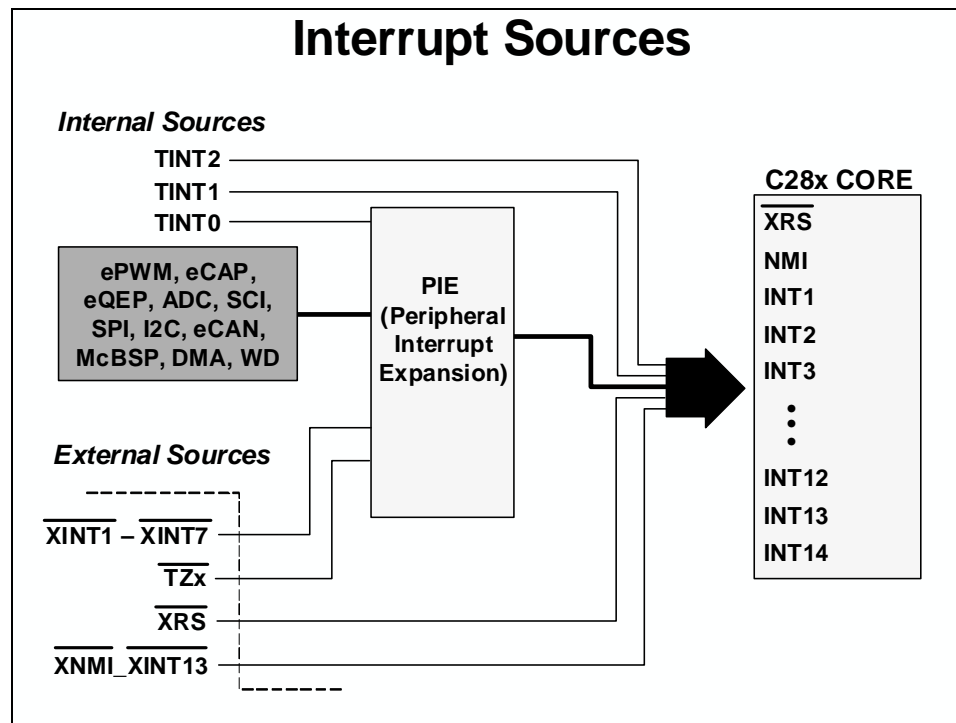 Interrupt Sources
Internal Sources
TINT2
TINT1
TINT0
ePWM, eCAP,
eQEP, ADC, SCI,
SPI, I2C, eCAN,
McBSP, DMA, WD
PIE
(Peripheral
Interrupt
Expansion)
External Sources
XINT1 – XINT7
TZx
XRS
XNMI_XINT13
C28x CORE
XRS
NMI
INT1
INT2
INT3
INT12
INT13
INT14